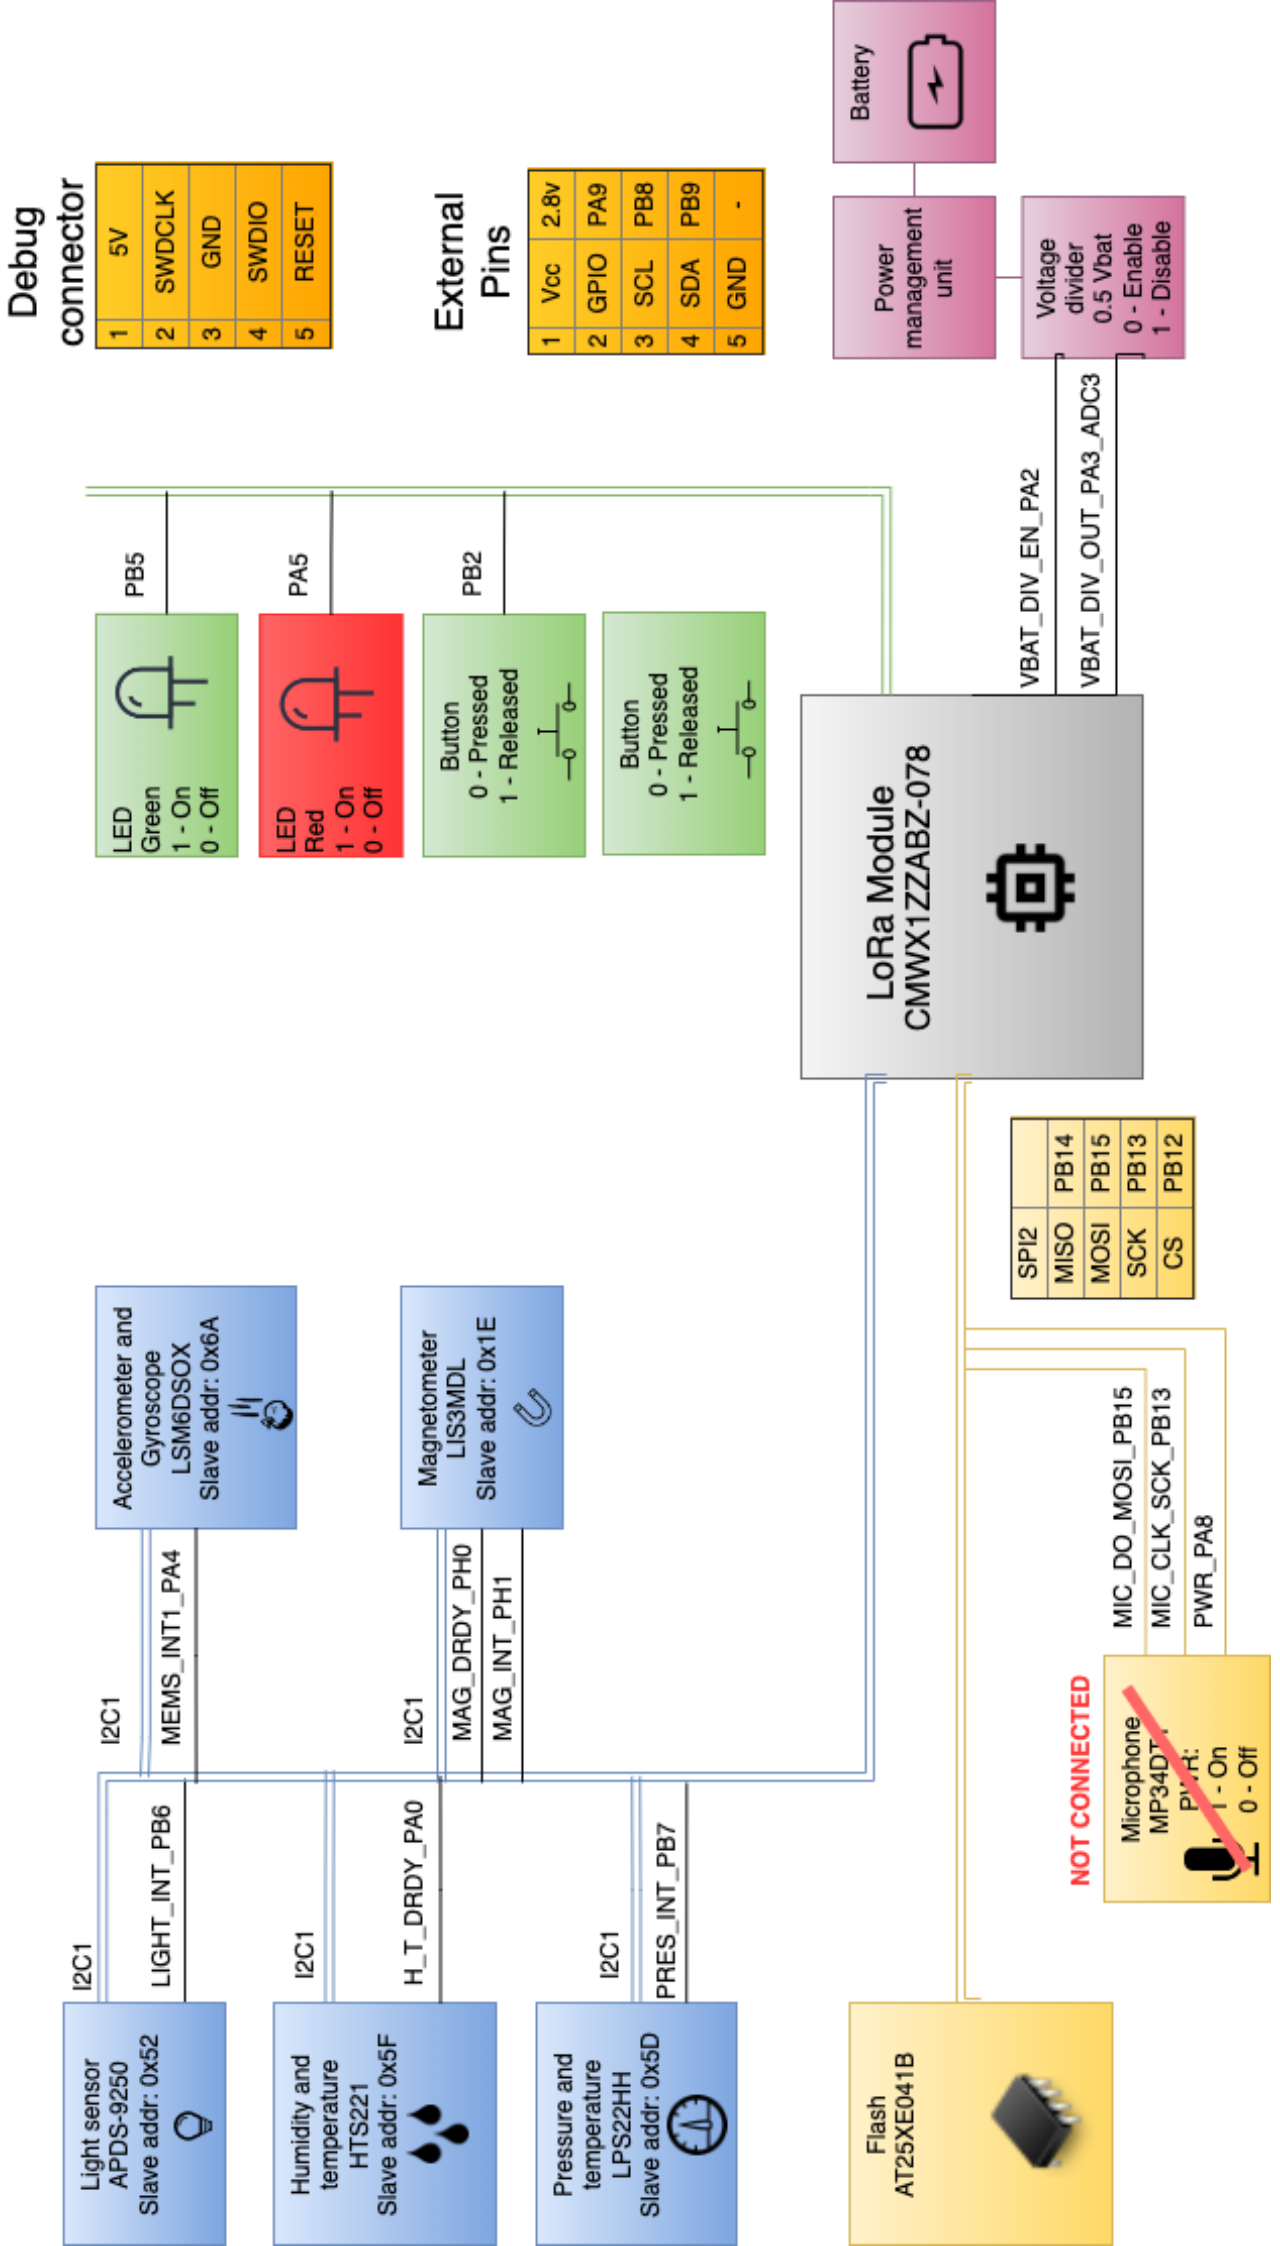 Light sensor
APDS-9250
Slave addr: 0x52
I2C1
LIGHT_INT_PB6
Humidity and
temperature
HTS221
Slave addr: 0x5F
I2C1
H_T_DRDY_PA0
Pressure and
temperature
LPS22HH
Slave addr: 0x5D
I2C1
PRES_INT_PB7
Accelerometer and
Gyroscope
LSM6DSOX
Slave addr: 0x6A
I2C1
MEMS_INT1_PA4
Magnetometer
LIS3MDL
Slave addr: 0x1E
I2C1
MAG_DRDY_PH0
MAG_INT_PH1
LED
Green
1 - On
0 - Off
PB5
LED
Red
1 - On
0 - Off
PA5
Button
0 - Pressed
1 - Released
PB2
Button
0 - Pressed
1 - Released
Debug
connector
1 5V
2 SWDCLK
3 GND
4 SWDIO
5 RESET
External
Pins
1 Vcc 2.8v
2 GPIO PA9
3 SCL PB8
4 SDA PB9
5 GND -
Flash
AT25XE041B
NOT CONNECTED
Microphone
PWR:
1 - On
0 - Off
MIC_DO_MOSI_PB15
MIC_CLK_SCK_PB13
PWR_PA8
SPI2
MISO PB14
MOSI PB15
SCK PB13
CS PB12
LoRa Module
CMWX1ZZABZ-078
VBAT_DIV_EN_PA2
VBAT_DIV_OUT_PA3_ADC3
Power
management
unit
Battery
Voltage
divider
0.5 Vbat
0 - Enable
1 - Disable